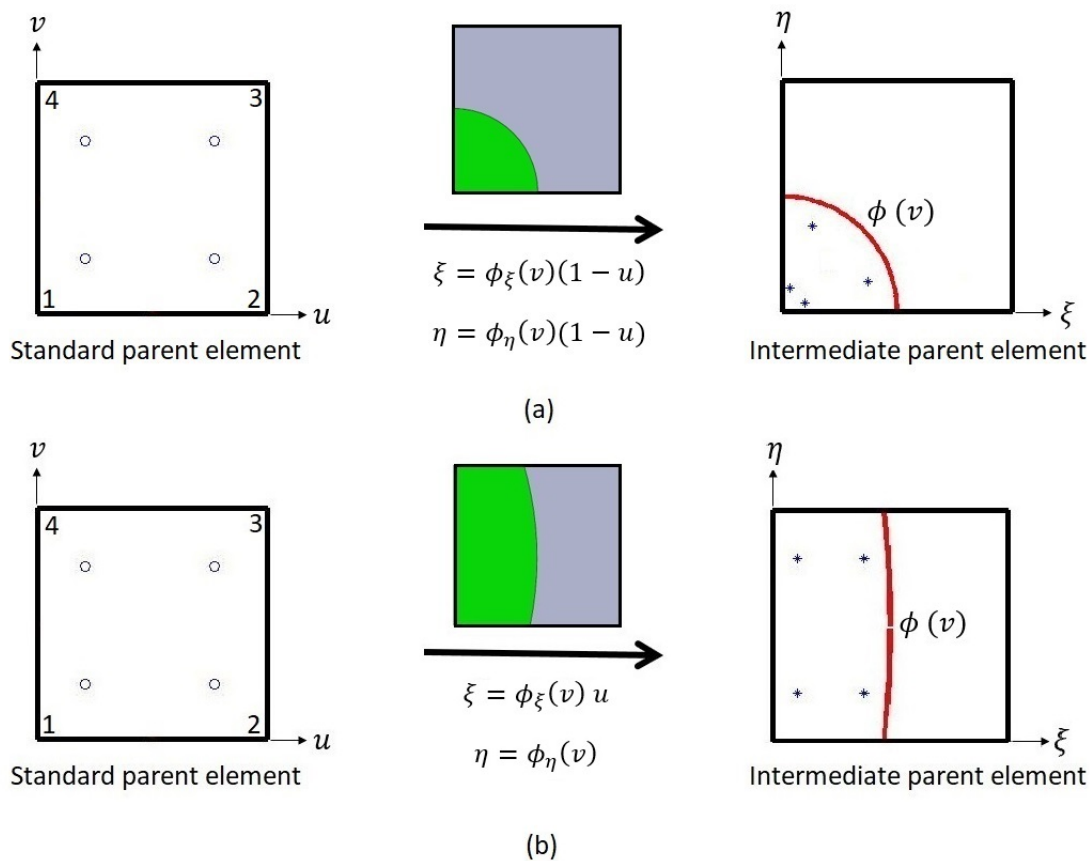 v
4 3
1 2
u
Standard parent element
ξ = ϕ_ξ(v)(1 − u)
η = ϕ_η(v)(1 − u)
η
ϕ (v)
ξ
Intermediate parent element
(a)
v
4 3
1 2
u
Standard parent element
ξ = ϕ_ξ(v) u
η = ϕ_η(v)
η
ϕ (v)
ξ
Intermediate parent element
(b)